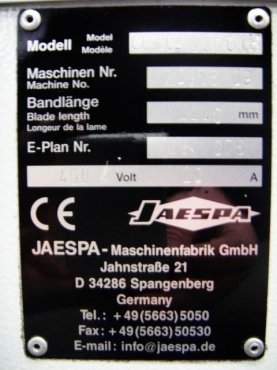 Model
Modell
Modèle
Maschinen Nr.
Machine No.
Bandlänge
Blade length mm
Longeur de la lame
E-Plan Nr.
400 Volt A
CE JAESPA
JAESPA-Maschinenfabrik GmbH
Jahnstraße 21
D 34286 Spangenberg
Germany
Tel.: +49(5663)5050
Fax: +49(5663)50530
E-mail: info@jaespa.de